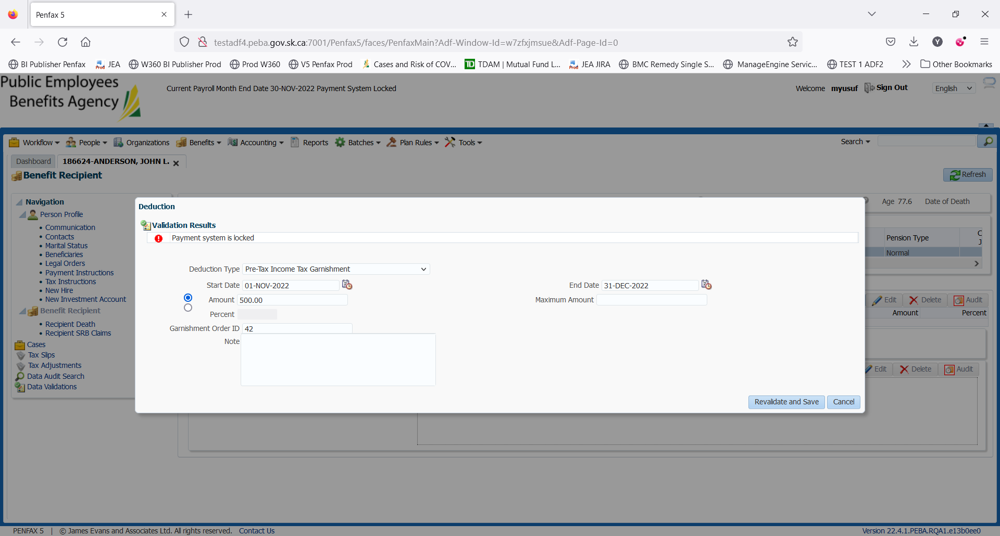 Penfax 5
testadf4.peba.gov.sk.ca:7001/Penfax5/faces/PenfaxMain?Adf-Window-Id=w7zfxjmsue&Adf-Page-Id=0
BI Publisher Penfax JEA W360 BI Publisher Prod Prod W360 V5 Penfax Prod Cases and Risk of COV... TD TDAM | Mutual Fund L... JEA JIRA BMC Remedy Single S... ManageEngine Servic... TEST 1 ADF2 Other Bookmarks
Public Employees
Benefits Agency
Current Payroll Month End Date 30-NOV-2022 Payment System Locked
Welcome myusuf Sign Out English
Workflow People Organizations Benefits Accounting Reports Batches Plan Rules Tools Search
Dashboard 186624-ANDERSON, JOHN L.
Benefit Recipient
Refresh
Navigation
Person Profile
Communication
Contacts
Marital Status
Beneficiaries
Legal Orders
Payment Instructions
Tax Instructions
New Hire
New Investment Account
Benefit Recipient
Recipient Death
Recipient SRB Claims
Cases
Tax Slips
Tax Adjustments
Data Audit Search
Data Validations
Age 77.6 Date of Death
Pension Type
Normal
Edit Delete Audit
Amount Percent
Edit Delete Audit
Deduction
Validation Results
Payment system is locked
Deduction Type Pre-Tax Income Tax Garnishment
Start Date 01-NOV-2022 End Date 31-DEC-2022
Amount 500.00 Maximum Amount
Percent
Garnishment Order ID 42
Note
Revalidate and Save Cancel
PENFAX 5 | © James Evans and Associates Ltd. All rights reserved. Contact Us
Version 22.4.1.PEBA.RQA1.e13b0ee0